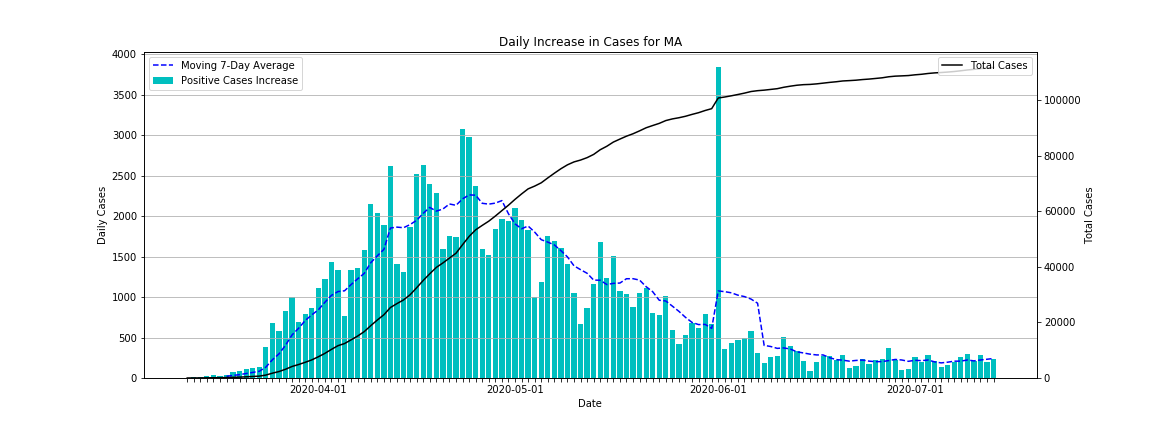 Daily Increase in Cases for MA
Moving 7-Day Average
Positive Cases Increase
Total Cases
4000
3500
3000
2500
2000
1500
1000
500
0
Daily Cases
100000
80000
60000
40000
20000
0
Total Cases
2020-04-01
2020-05-01
2020-06-01
2020-07-01
Date